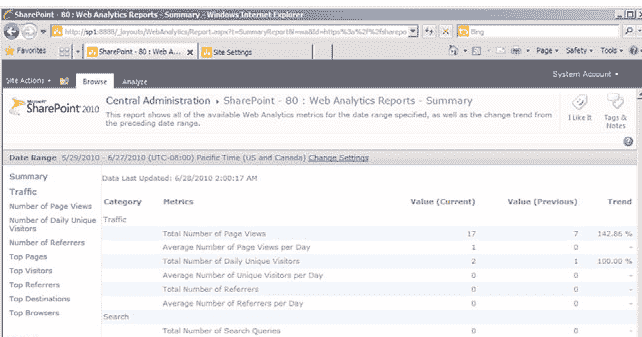 SharePoint - 80 : Web Analytics Reports - Summary - Windows Internet Explorer
http://sp1:8888/_layouts/WebAnalytics/Report.aspx?t=SummaryReport&l=wa&ld=https%3a%2f%2fsharepo
Bing
Favorites SharePoint - 80 : Web A... Site Settings Page Safety Tools
Site Actions Browse Analyze System Account
Microsoft SharePoint 2010
Central Administration SharePoint - 80 : Web Analytics Reports - Summary
This report shows all of the available Web Analytics metrics for the date range specified, as well as the change trend from
the preceding date range.
I Like It
Tags &
Notes
Date Range 5/29/2010 - 6/27/2010 (UTC-08:00) Pacific Time (US and Canada) Change Settings
Summary
Traffic
Number of Page Views
Number of Daily Unique
Visitors
Number of Referrers
Top Pages
Top Visitors
Top Referrers
Top Destinations
Top Browsers
Data Last Updated: 6/28/2010 2:00:17 AM
Category Metrics Value (Current) Value (Previous) Trend
Traffic
Total Number of Page Views 17 7 142.86 %
Average Number of Page Views per Day 1 0 -
Total Number of Daily Unique Visitors 2 1 100.00 %
Average Number of Unique Visitors per Day 0 0 -
Total Number of Referrers 0 0 -
Average Number of Referrers per Day 0 0 -
Search
Total Number of Search Queries 0 0 -